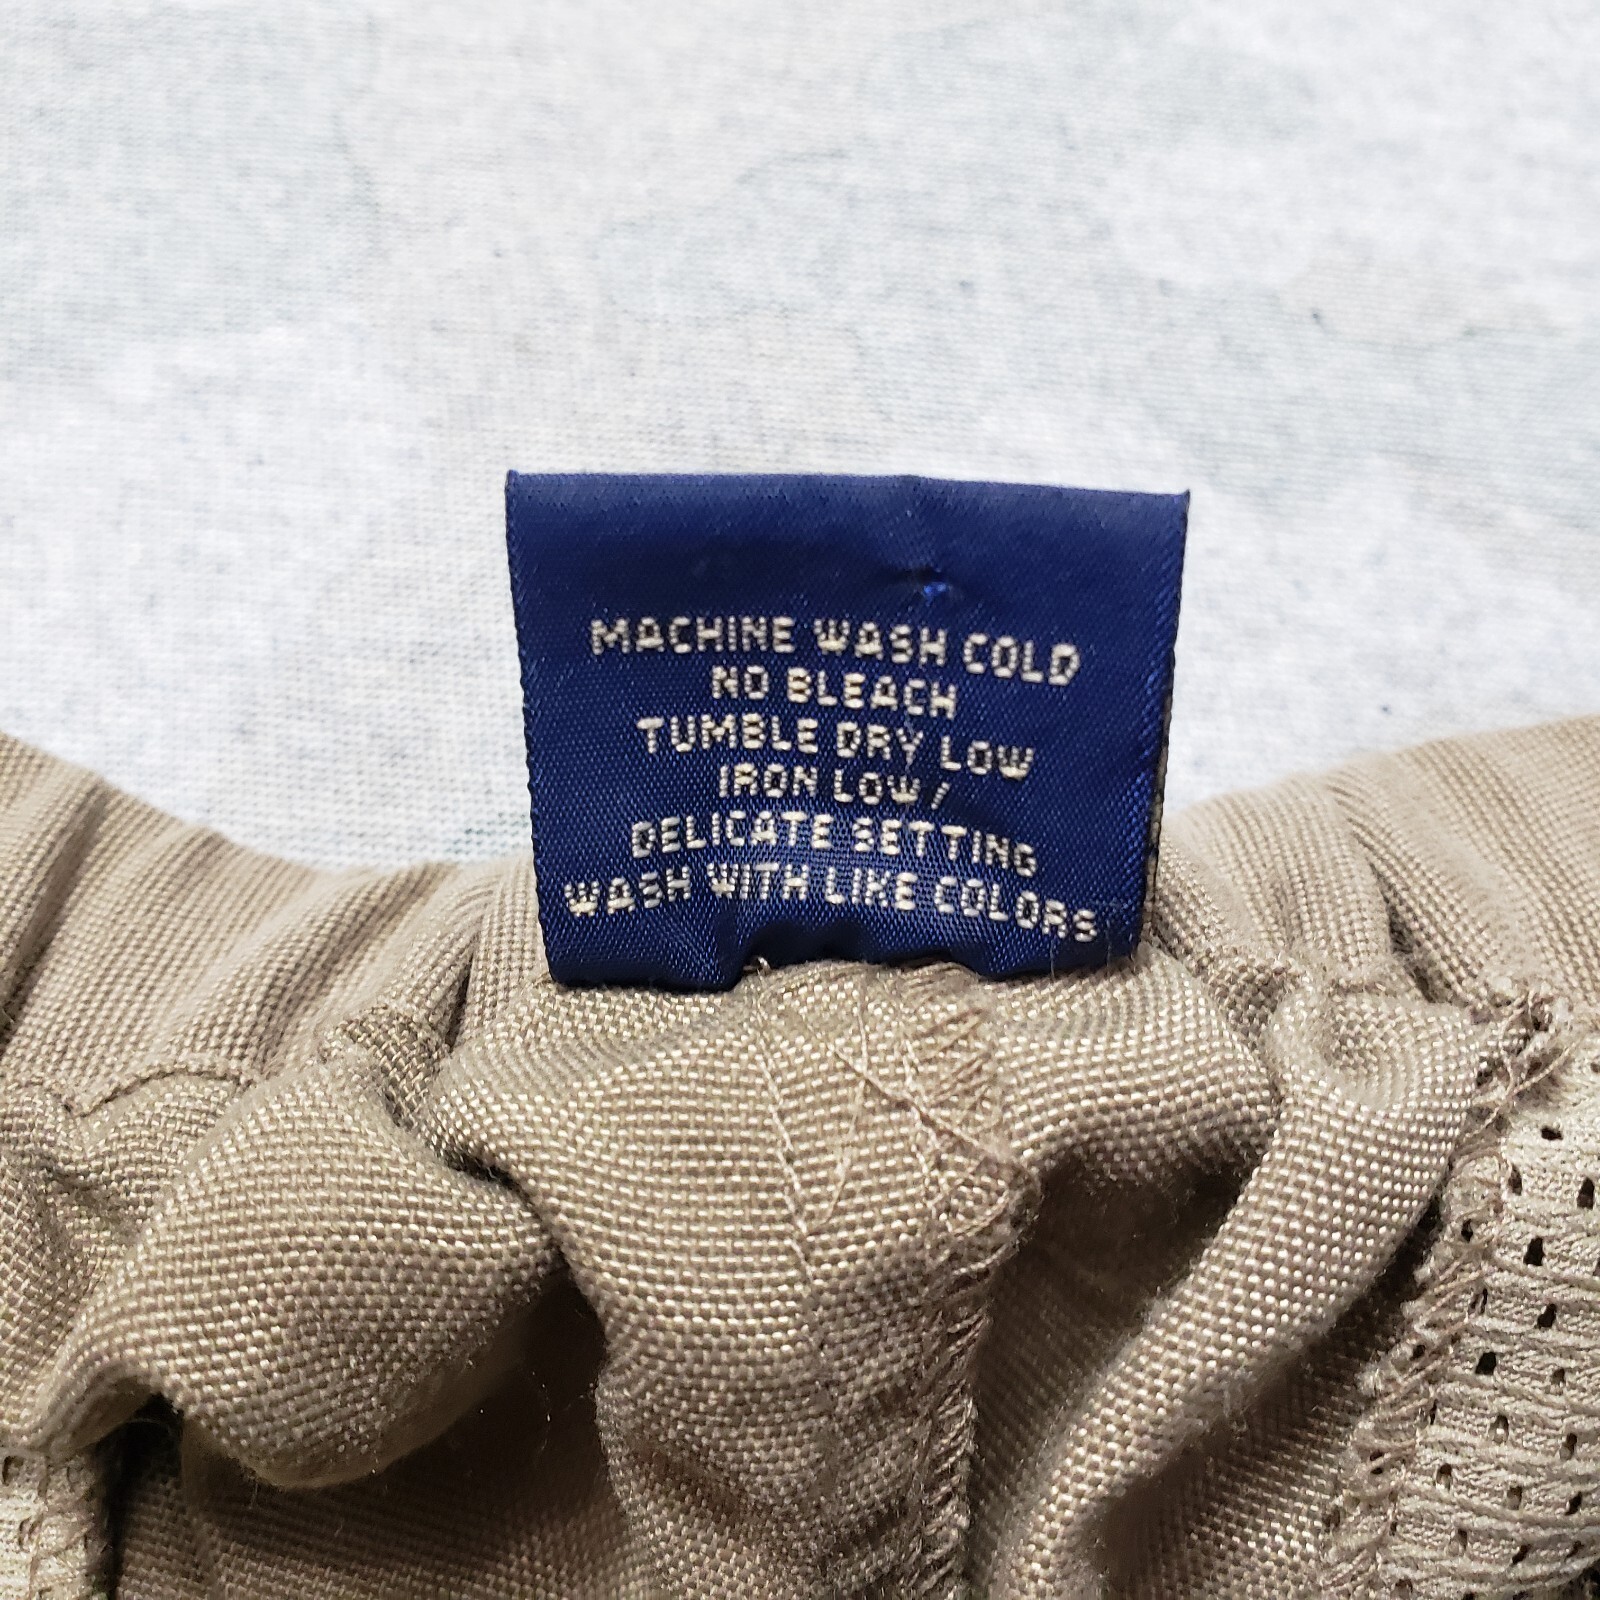 MACHINE WASH COLD
NO BLEACH
TUMBLE DRY LOW
IRON LOW /
DELICATE SETTING
WASH WITH LIKE COLORS